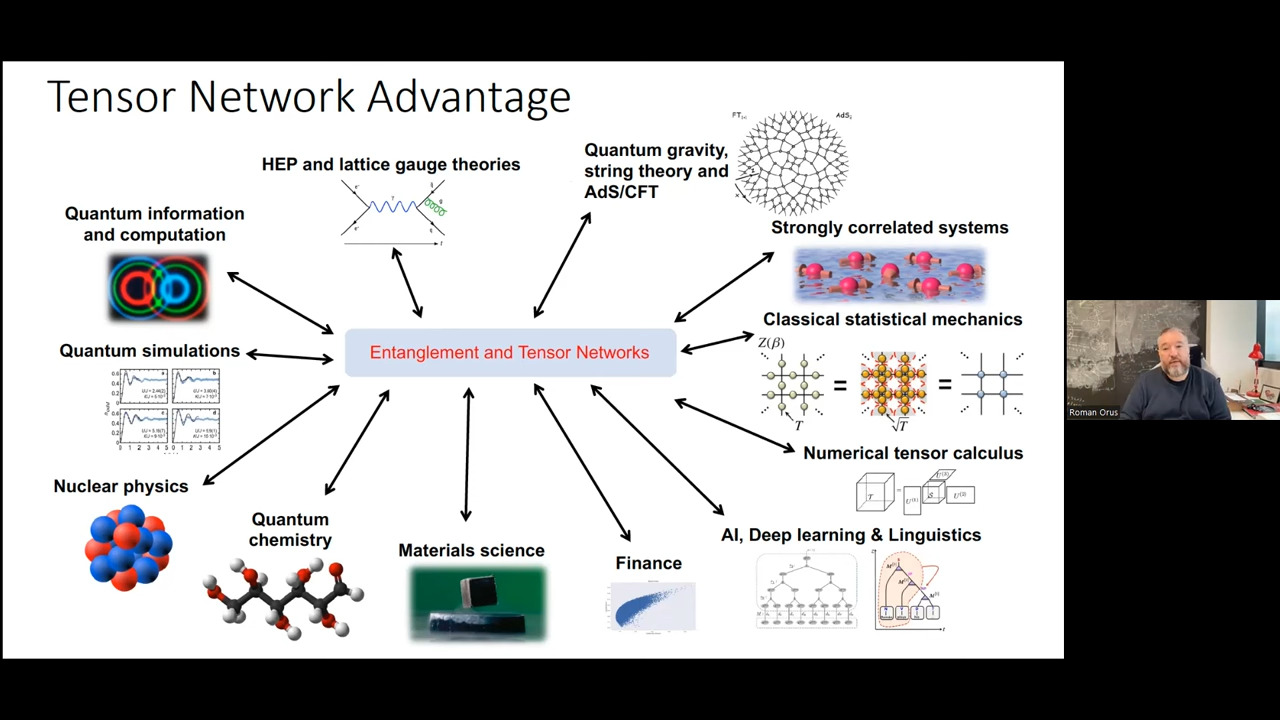 Tensor Network Advantage
HEP and lattice gauge theories
Quantum gravity,
string theory and
AdS/CFT
Quantum information
and computation
Strongly correlated systems
Classical statistical mechanics
Z(β)
T
=
√T
=
Entanglement and Tensor Networks
Quantum simulations
Numerical tensor calculus
Nuclear physics
Quantum
chemistry
Materials science
Finance
AI, Deep learning & Linguistics
Roman Orus